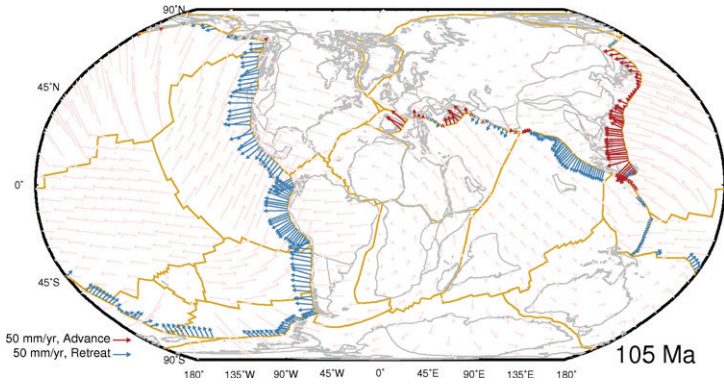 90˚N
45˚N
0˚
45˚S
50 mm/yr, Advance
50 mm/yr, Retreat
90˚S
180˚ 135˚W 90˚W 45˚W 0˚ 45˚E 90˚E 135˚E 180˚
105 Ma